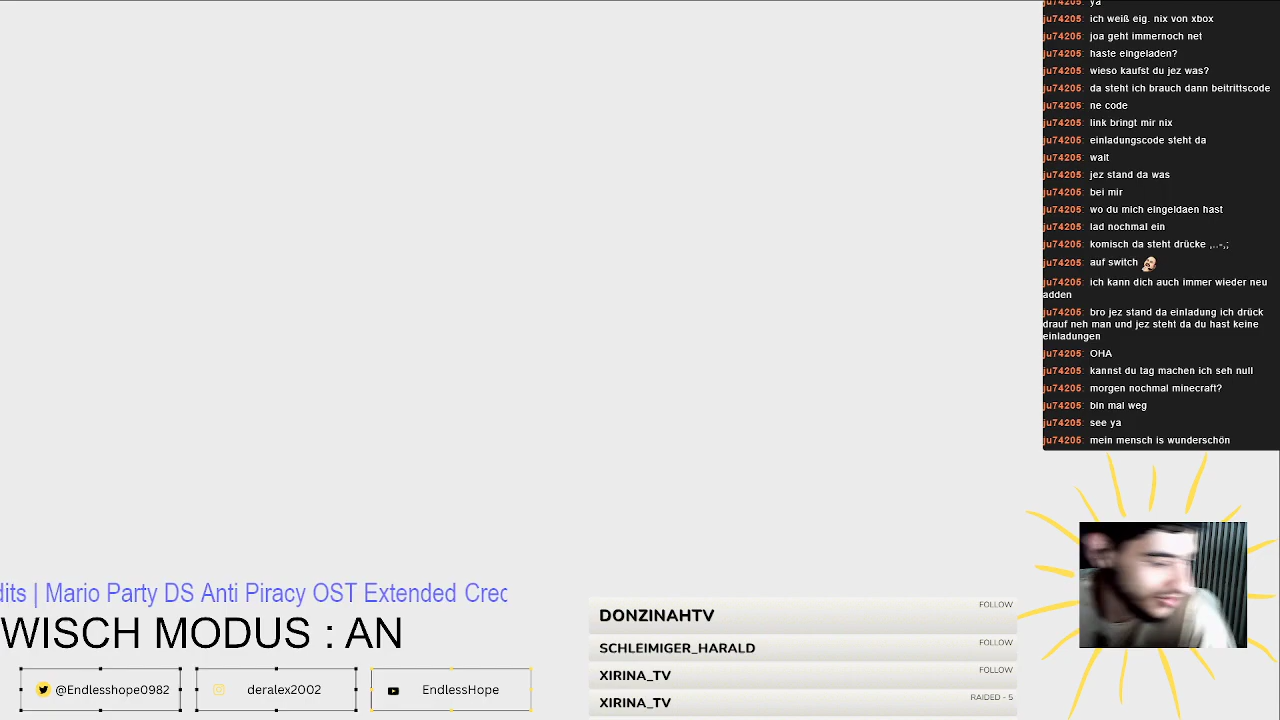 ju74205: ya
ju74205: ich weiß eig. nix von xbox
ju74205: joa geht immernoch net
ju74205: haste eingeladen?
ju74205: wieso kaufst du jez was?
ju74205: da steht ich brauch dann beitrittscode
ju74205: ne code
ju74205: link bringt mir nix
ju74205: einladungscode steht da
ju74205: wait
ju74205: jez stand da was
ju74205: bei mir
ju74205: wo du mich eingeldaen hast
ju74205: lad nochmal ein
ju74205: komisch da steht drücke ,..-,;
ju74205: auf switch
ju74205: ich kann dich auch immer wieder neu
adden
ju74205: bro jez stand da einladung ich drück
drauf neh man und jez steht da du hast keine
einladungen
ju74205: OHA
ju74205: kannst du tag machen ich seh null
ju74205: morgen nochmal minecraft?
ju74205: bin mal weg
ju74205: see ya
ju74205: mein mensch is wunderschön
dits | Mario Party DS Anti Piracy OST Extended Crec
WISCH MODUS : AN
@Endlesshope0982
deralex2002
EndlessHope
DONZINAHTV FOLLOW
SCHLEIMIGER_HARALD FOLLOW
XIRINA_TV FOLLOW
XIRINA_TV RAIDED - 5